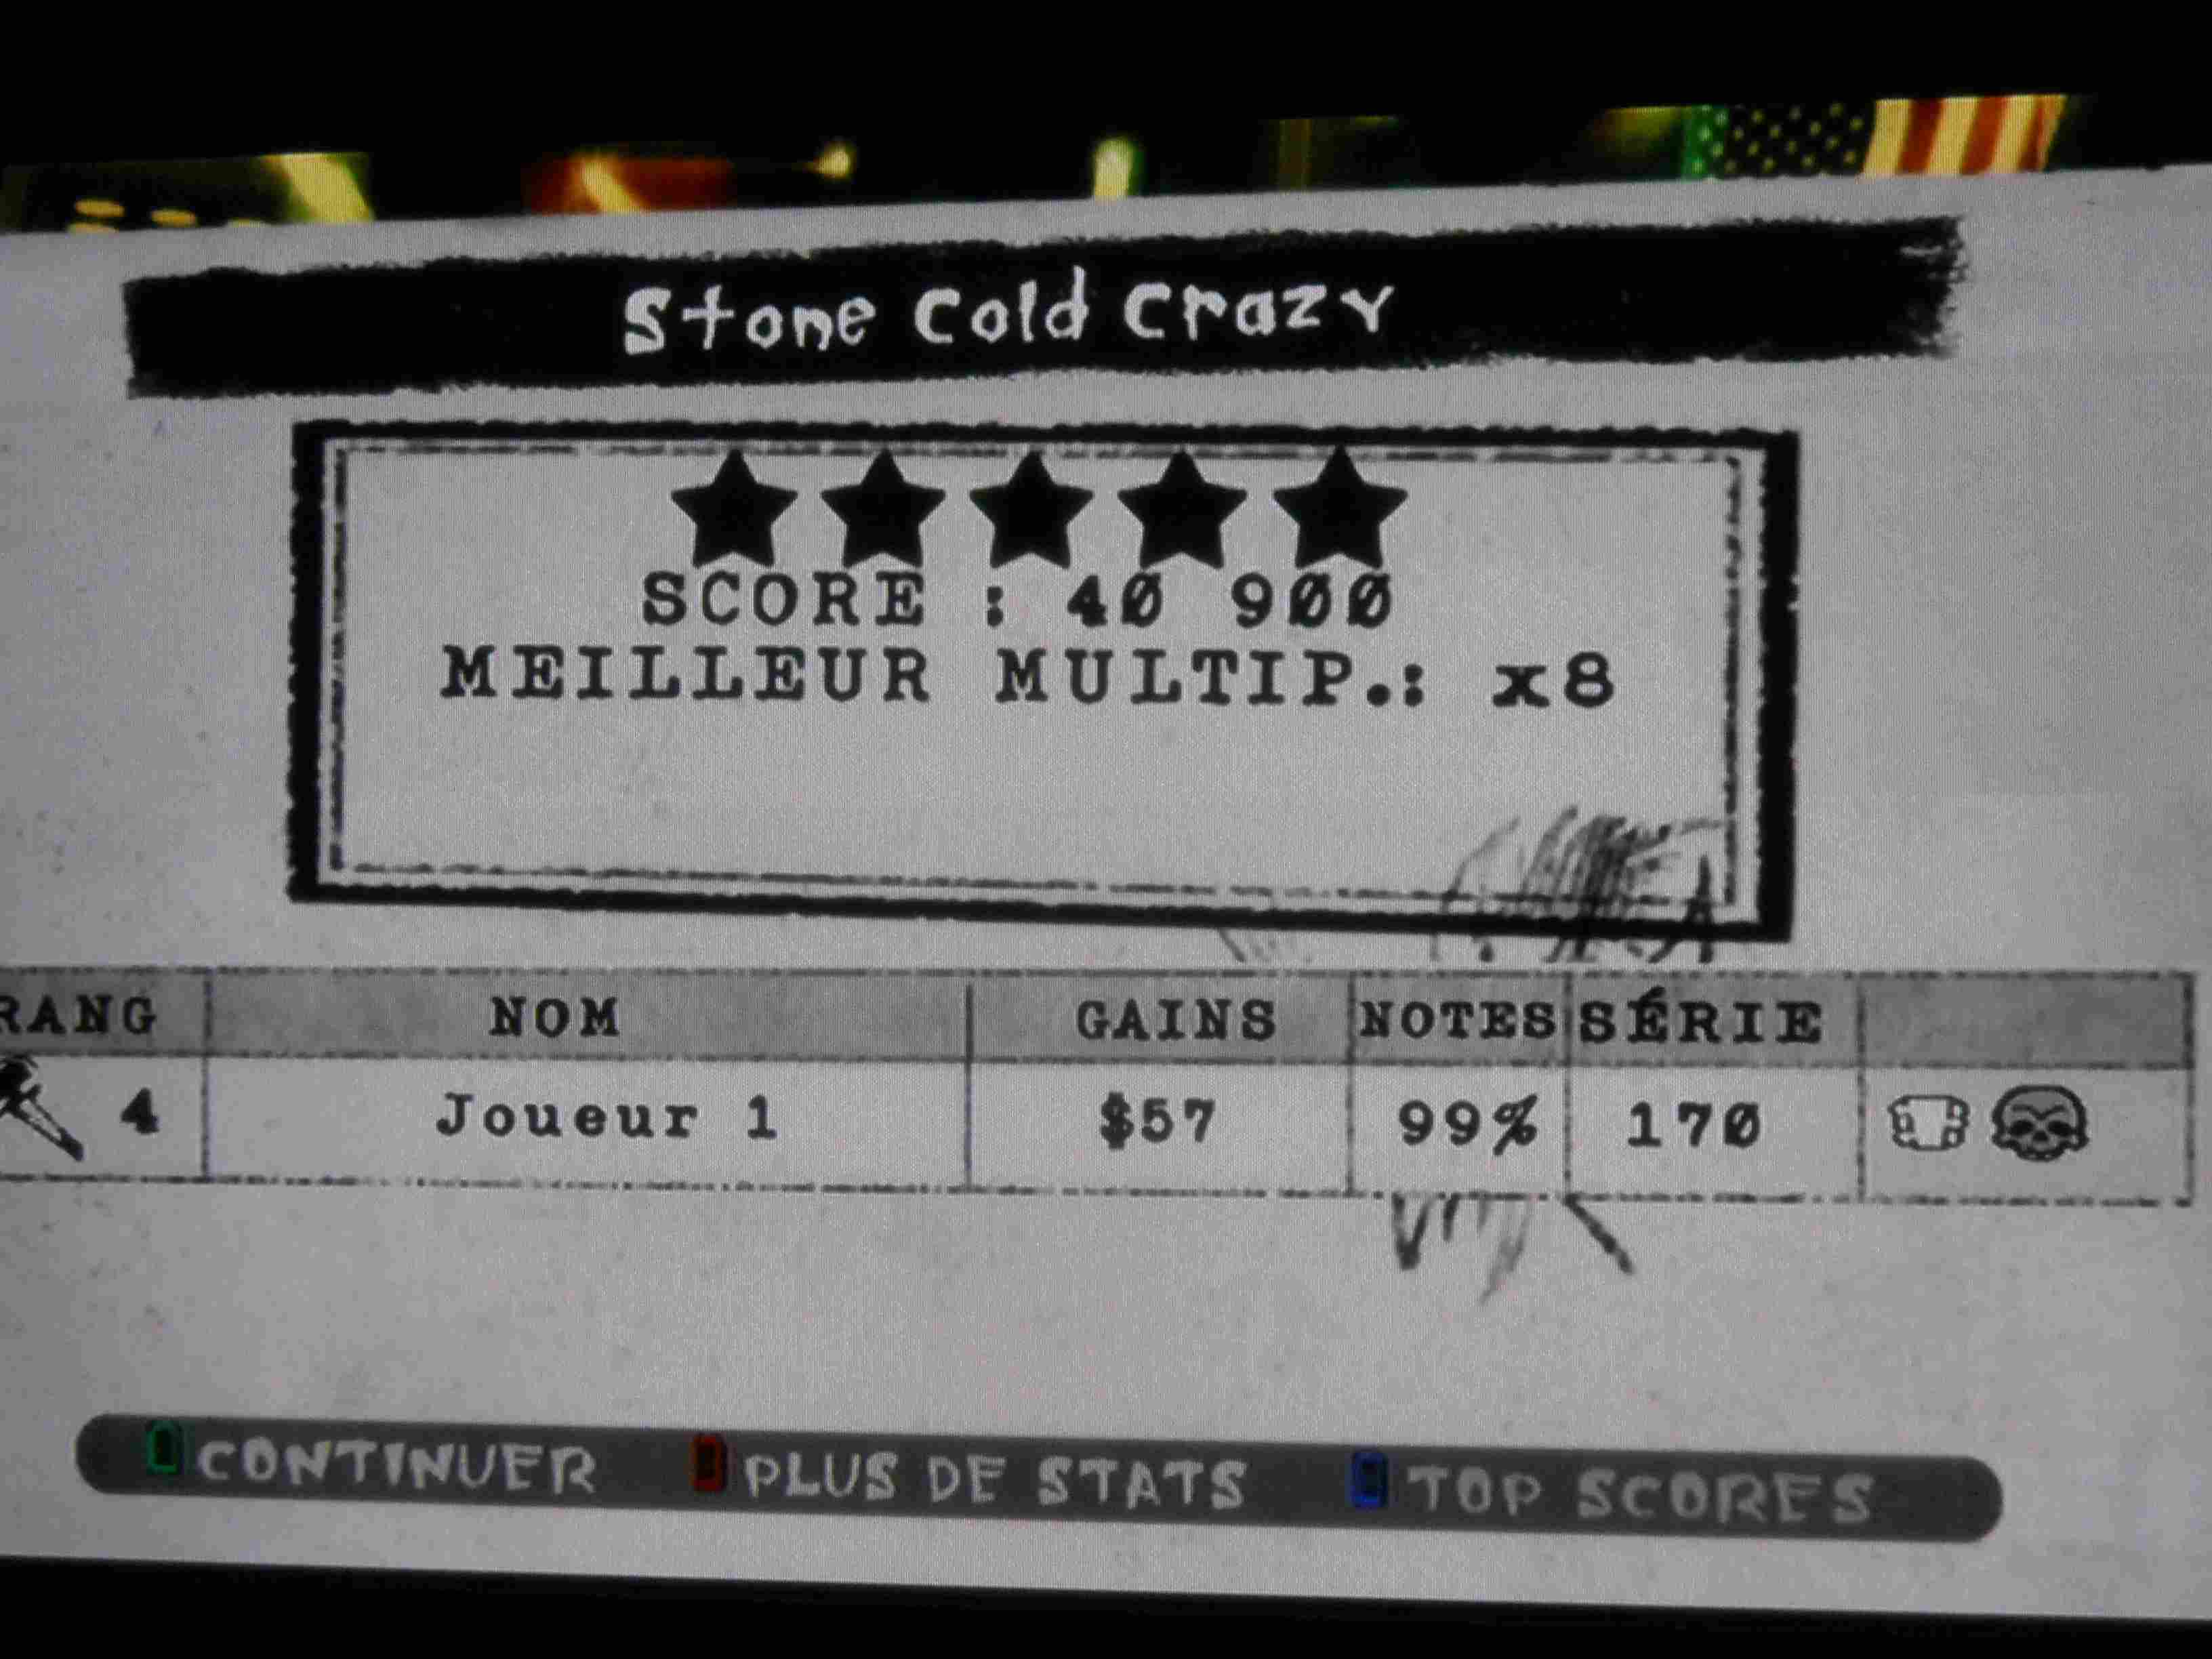 Stone Cold Crazy
SCORE : 40 900
MEILLEUR MULTIP.: x8
RANG NOM GAINS NOTES SÉRIE
4 Joueur 1 $57 99% 170
CONTINUER PLUS DE STATS TOP SCORES